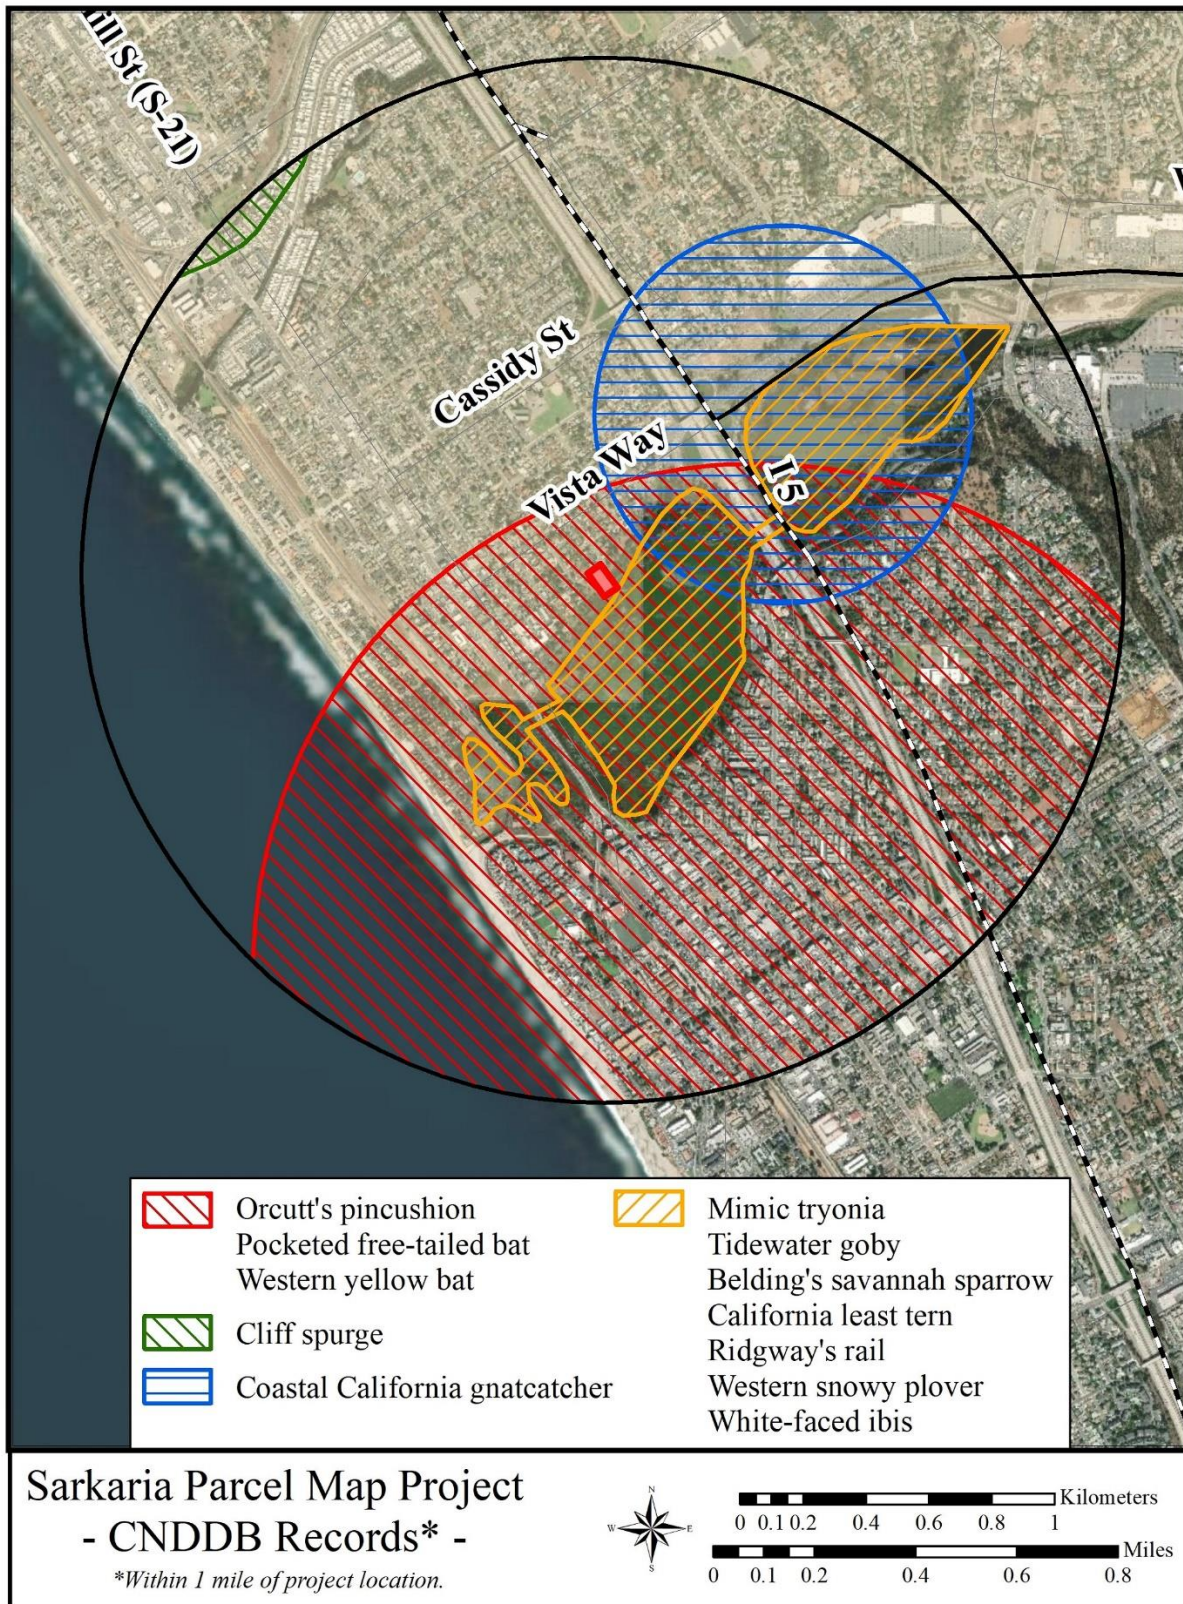 ill St (S-21)
Cassidy St
Vista Way
I 5
Orcutt's pincushion
Pocketed free-tailed bat
Western yellow bat
Cliff spurge
Coastal California gnatcatcher
Mimic tryonia
Tidewater goby
Belding's savannah sparrow
California least tern
Ridgway's rail
Western snowy plover
White-faced ibis
Sarkaria Parcel Map Project
- CNDDB Records* -
*Within 1 mile of project location.
N
W E
S
Kilometers
0 0.1 0.2 0.4 0.6 0.8 1
Miles
0 0.1 0.2 0.4 0.6 0.8